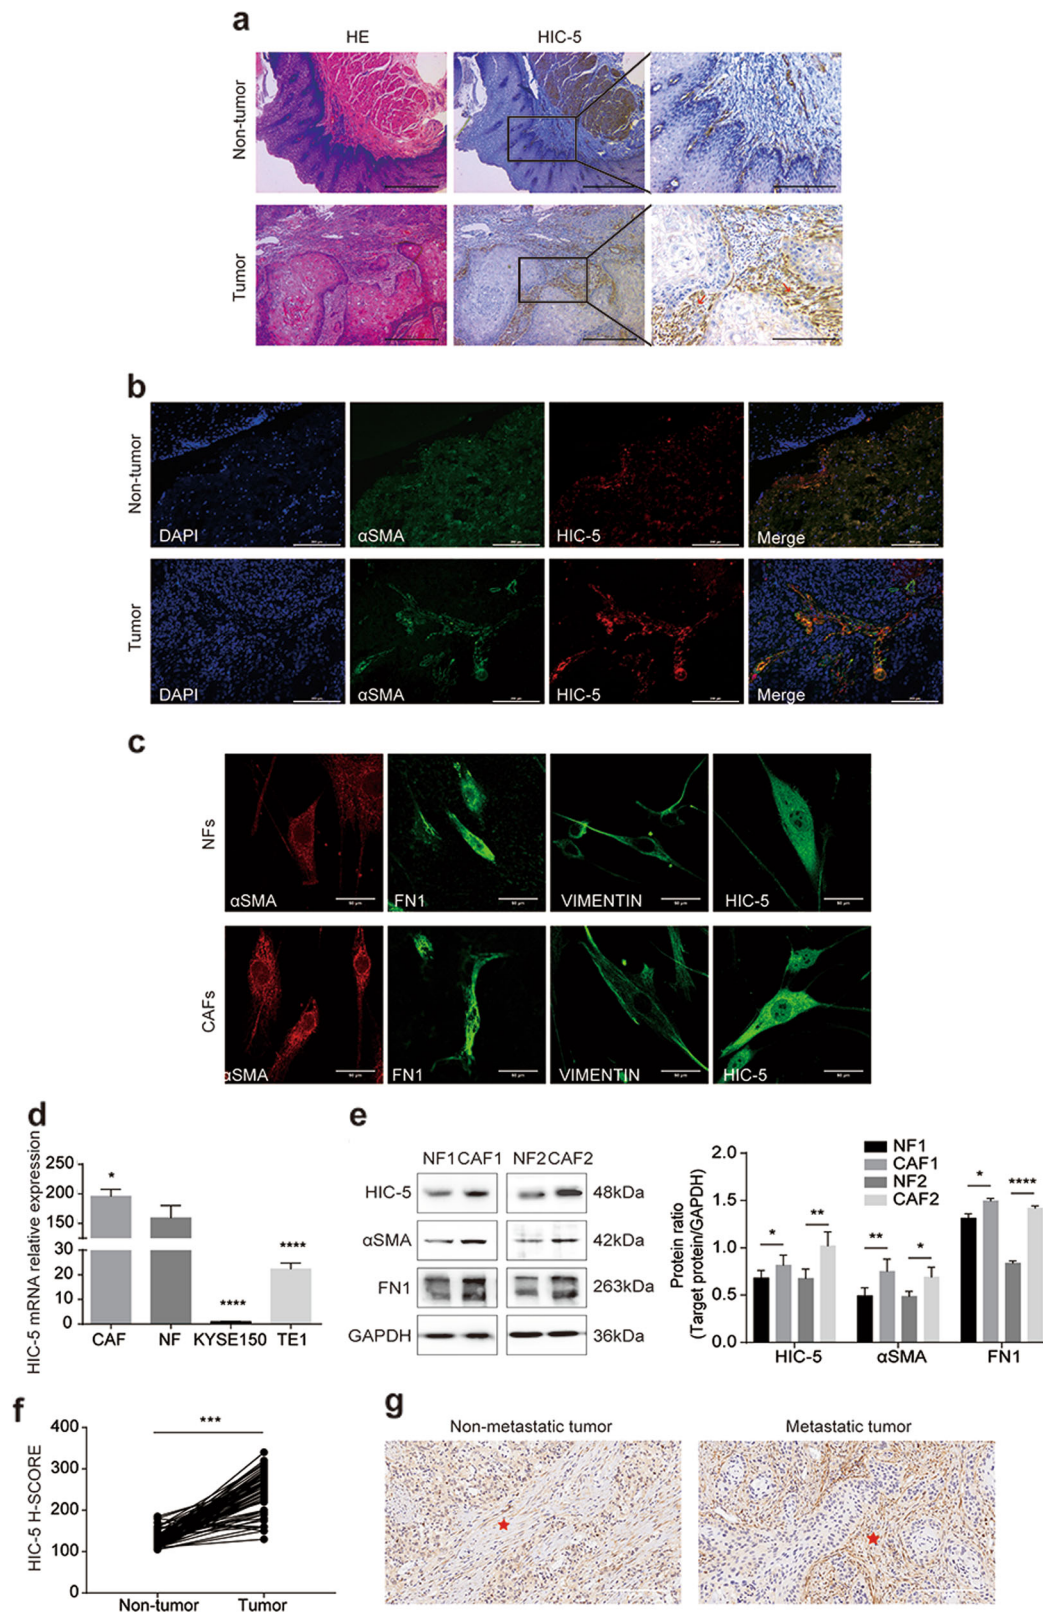 a
HE
HIC-5
Non-tumor
Tumor
b
Non-tumor
DAPI
αSMA
HIC-5
Merge
Tumor
DAPI
αSMA
HIC-5
Merge
c
NFs
αSMA
FN1
VIMENTIN
HIC-5
CAFs
αSMA
FN1
VIMENTIN
HIC-5
d
HIC-5 mRNA relative expression
250
200
150
30
20
10
0
*
****
****
CAF
NF
KYSE150
TE1
e
NF1 CAF1
NF2 CAF2
HIC-5
48kDa
αSMA
42kDa
FN1
263kDa
GAPDH
36kDa
NF1
CAF1
NF2
CAF2
Protein ratio
(Target protein/GAPDH)
2.0
1.5
1.0
0.5
0.0
*
**
**
*
*
****
HIC-5
αSMA
FN1
f
HIC-5 H-SCORE
400
300
200
100
0
***
Non-tumor
Tumor
g
Non-metastatic tumor
Metastatic tumor